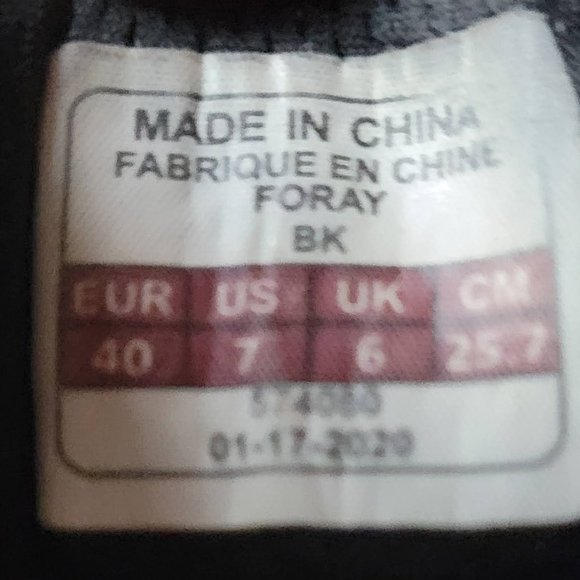 MADE IN CHINA
FABRIQUE EN CHINE
FORAY
BK
EUR US UK CM
40 7 6 25.7
01-17-2020